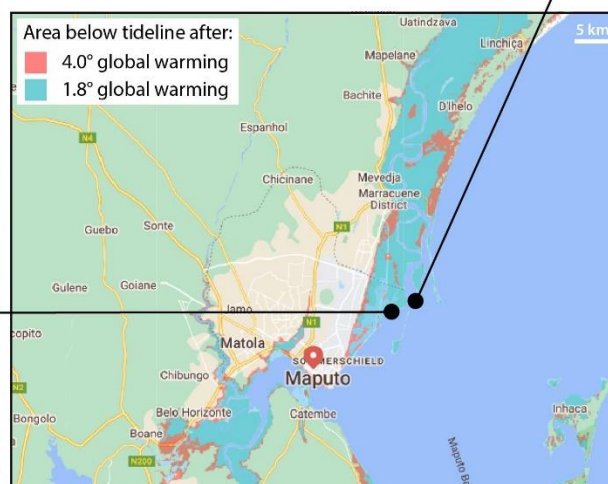 Area below tideline after:
4.0° global warming
1.8° global warming
Uatindzava
Linchiça
5 km
Mapelane
Bachite
D'lhelo
N4
Espanhol
Chicinane
Mevedja
Marracuene
District
Guebo
Sonte
N1
Gulene
Goiane
Jamo
N1
copito
Matola
SOMMERSCHIELD
Maputo
Chibungo
N2
Belo Horizonte
Catembe
Inhaca
Bongolo
Boane
N200
Maputo B